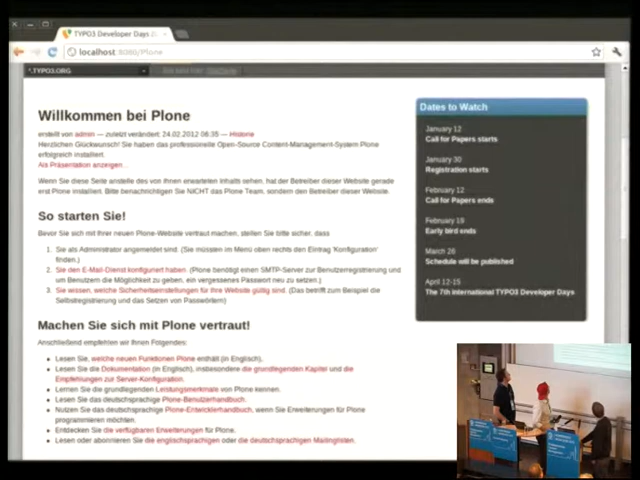 TYPO3 Developer Days 2
localhost:8080/Plone
*.TYPO3.ORG
Willkommen bei Plone
erstellt von admin — zuletzt verändert: 24.02.2012 08:35 — Historie
Herzlichen Glückwunsch! Sie haben das professionelle Open-Source Content-Management-System Plone
erfolgreich installiert.
Als Präsentation anzeigen...
Wenn Sie diese Seite anstelle des von Ihnen erwarteten Inhalts sehen, hat der Betreiber dieser Website gerade
erst Plone installiert. Bitte benachrichtigen Sie NICHT das Plone Team, sondern den Betreiber dieser Website.
So starten Sie!
Bevor Sie sich mit Ihrer neuen Plone-Website vertraut machen, stellen Sie bitte sicher, dass
1. Sie als Administrator angemeldet sind. (Sie müssten im Menü oben rechts den Eintrag 'Konfiguration'
finden.)
2. Sie den E-Mail-Dienst konfiguriert haben. (Plone benötigt einen SMTP-Server zur Benutzerregistrierung und
um Benutzern die Möglichkeit zu geben, ein vergessenes Passwort neu zu setzen.)
3. Sie wissen, welche Sicherheitseinstellungen für Ihre Website gültig sind. (Das betrifft zum Beispiel die
Selbstregistrierung und das Setzen von Passwörtern)
Machen Sie sich mit Plone vertraut!
Anschließend empfehlen wir Ihnen Folgendes:
Lesen Sie, welche neuen Funktionen Plone enthält (in Englisch).
Lesen Sie die Dokumentation (in Englisch), insbesondere die grundlegenden Kapitel und die
Empfehlungen zur Server-Konfiguration.
Lernen Sie die grundlegenden Leistungsmerkmale von Plone kennen.
Lesen Sie das deutschsprachige Plone-Benutzerhandbuch.
Nutzen Sie das deutschsprachige Plone-Entwicklerhandbuch, wenn Sie Erweiterungen für Plone
programmieren möchten.
Entdecken Sie die verfügbaren Erweiterungen für Plone.
Lesen oder abonnieren Sie die englischsprachigen oder die deutschsprachigen Mailinglisten.
Dates to Watch
January 12
Call for Papers starts
January 30
Registration starts
February 12
Call for Papers ends
February 19
Early bird ends
March 26
Schedule will be published
April 12-15
The 7th International TYPO3 Developer Days